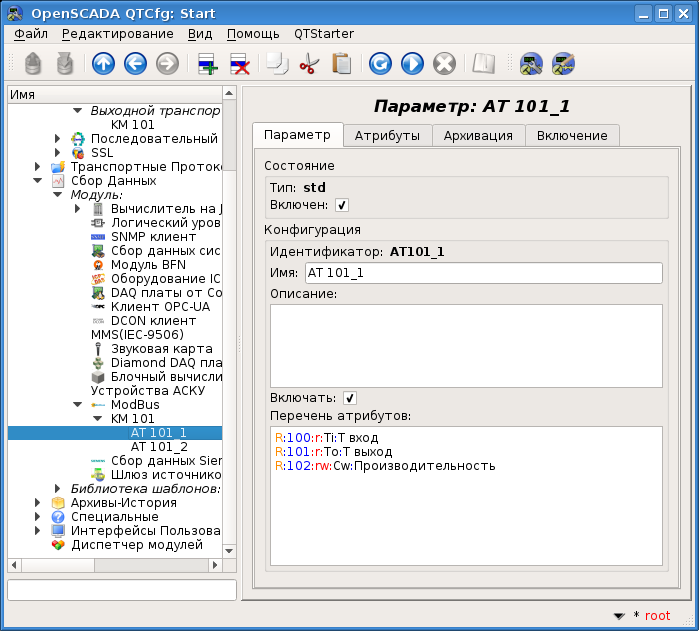 OpenSCADA QTCfg: Start
Файл Редактирование Вид Помощь QTStarter
Имя
Выходной транспор
КМ 101
Последовательный
SSL
Транспортные Проток
Сбор Данных
Модуль:
Вычислитель на J
Логический уров
SNMP клиент
Сбор данных сис
Модуль BFN
Оборудование IC
DAQ платы от Co
Клиент OPC-UA
DCON клиент
MMS(IEC-9506)
Звуковая карта
Diamond DAQ пла
Блочный вычисли
Устройства АСКУ
ModBus
КМ 101
AT 101_1
AT 101_2
Сбор данных Sier
Шлюз источнико
Библиотека шаблонов:
Архивы-История
Специальные
Интерфейсы Пользова
Диспетчер модулей
Параметр: AT 101_1
Параметр Атрибуты Архивация Включение
Состояние
Тип: std
Включен:
Конфигурация
Идентификатор: AT101_1
Имя: AT 101_1
Описание:
Включать:
Перечень атрибутов:
R:100:r:Ti:T вход
R:101:r:To:T выход
R:102:rw:Cw:Производительность
* root